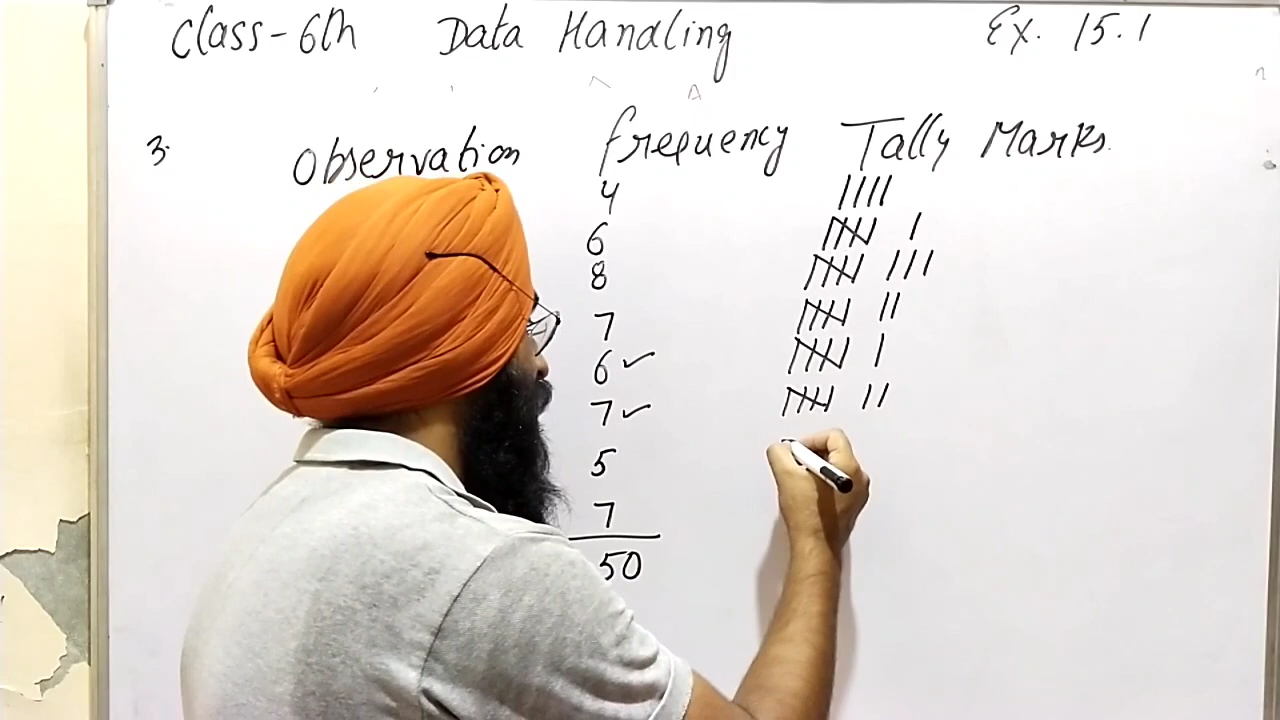 Class-6th Data Handling Ex. 15.1
3. Observation frequency Tally Marks.
4 ||||
6 𝍸 |
8 𝍸 |||
7 𝍸 ||
6 ✓ 𝍸 |
7 ✓ 𝍸 ||
5
7
50